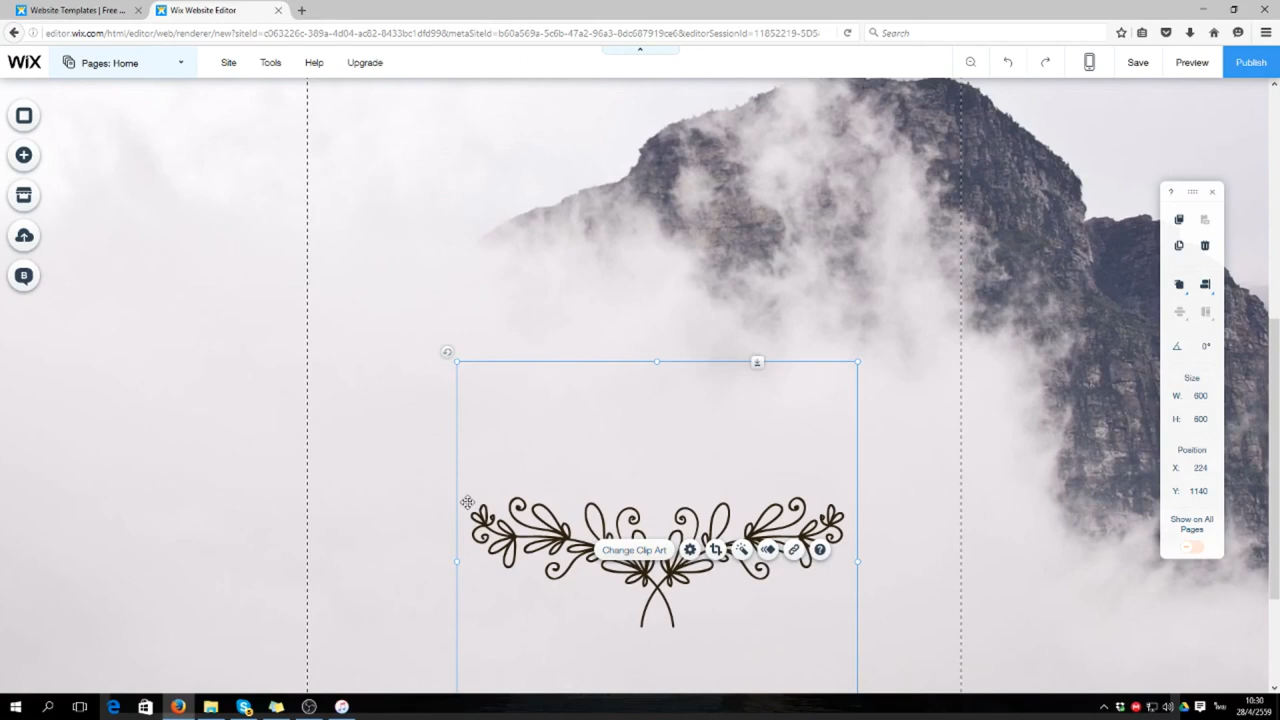 Website Templates | Free ...
Wix Website Editor
editor.wix.com/html/editor/web/renderer/new?siteId=c063226c-389a-4d04-ac82-8433bc1dfd99&metaSiteId=b60a569a-5c6b-47a2-96a3-8dc687919ce6&editorSessionId=11852219-5D5
Search
WiX
Pages: Home
Site
Tools
Help
Upgrade
Save
Preview
Publish
?
0°
Size
W: 600
H: 600
Position
X: 224
Y: 1140
Show on All
Pages
Change Clip Art
?
10:30
28/4/2559